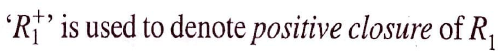 ‘R₁⁺’ is used to denote positive closure of R₁